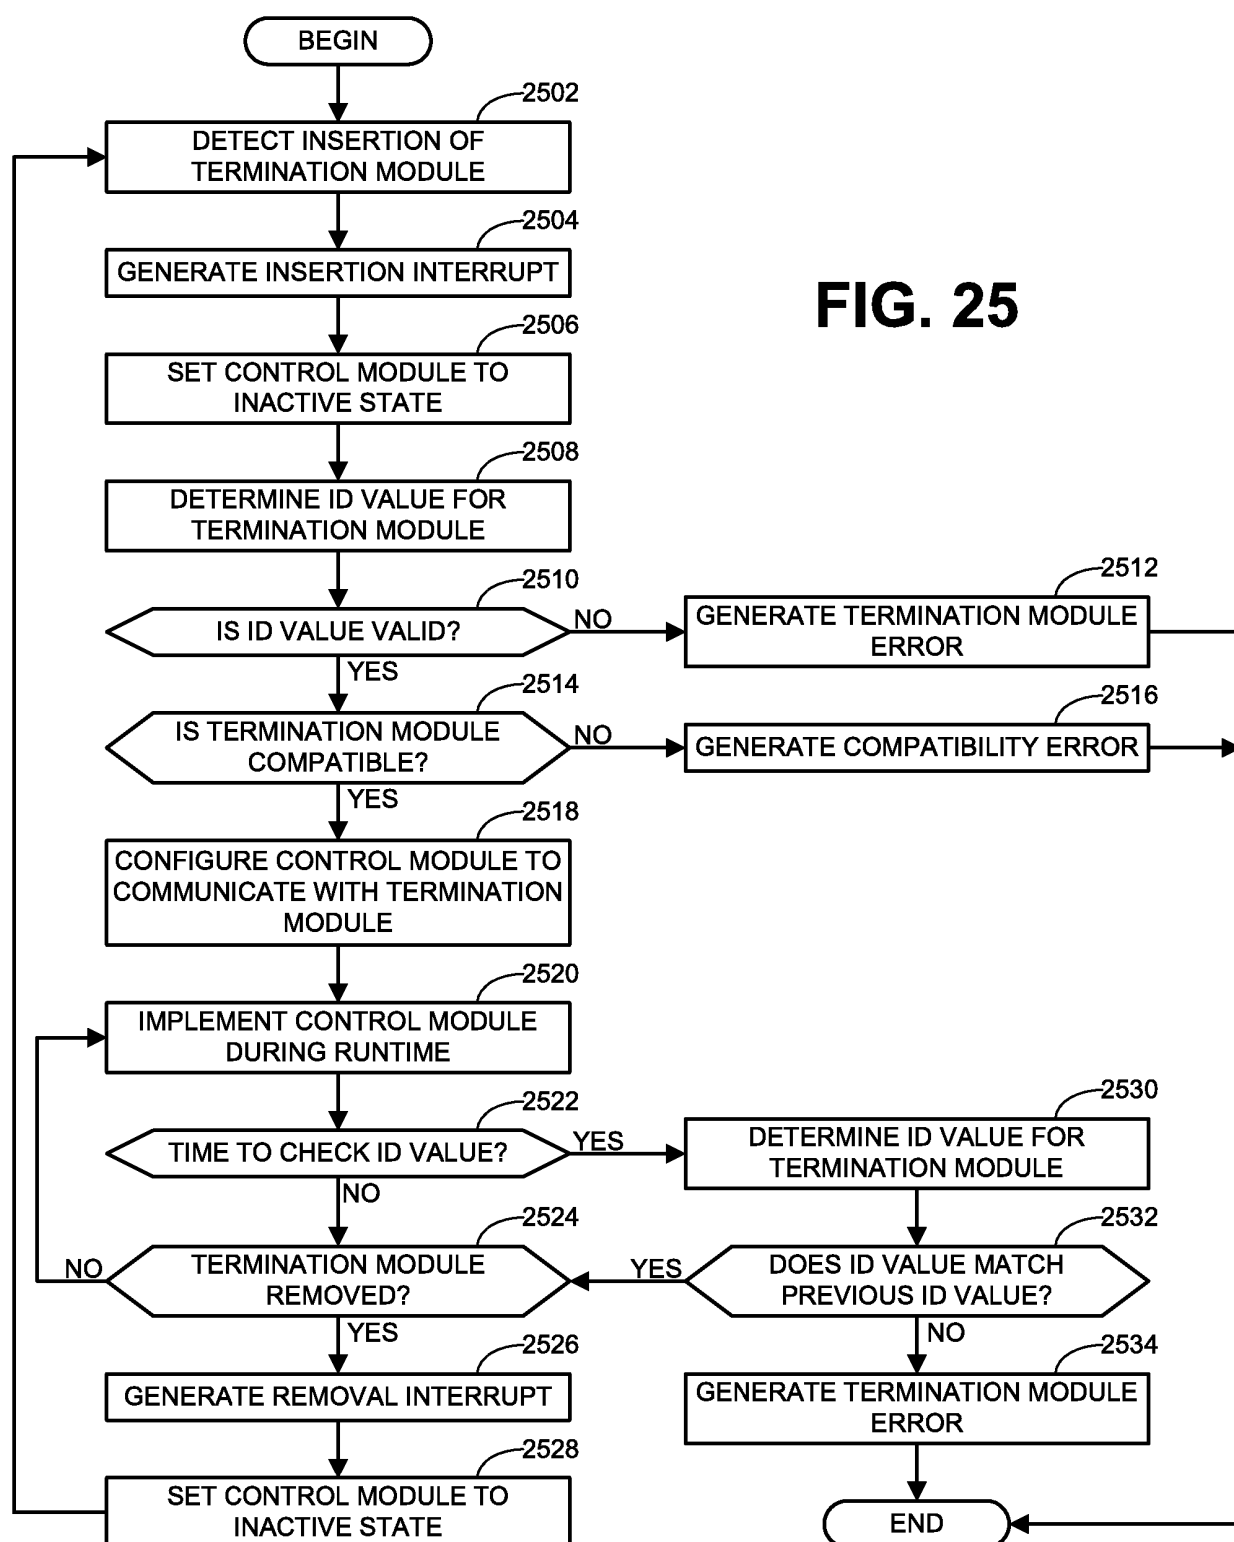 BEGIN
2502
DETECT INSERTION OF
TERMINATION MODULE
2504
GENERATE INSERTION INTERRUPT
FIG. 25
2506
SET CONTROL MODULE TO
INACTIVE STATE
2508
DETERMINE ID VALUE FOR
TERMINATION MODULE
2510
IS ID VALUE VALID?
NO
2512
GENERATE TERMINATION MODULE
ERROR
YES
2514
IS TERMINATION MODULE
COMPATIBLE?
NO
2516
GENERATE COMPATIBILITY ERROR
YES
2518
CONFIGURE CONTROL MODULE TO
COMMUNICATE WITH TERMINATION
MODULE
2520
IMPLEMENT CONTROL MODULE
DURING RUNTIME
2522
TIME TO CHECK ID VALUE?
YES
2530
DETERMINE ID VALUE FOR
TERMINATION MODULE
NO
2524
TERMINATION MODULE
REMOVED?
NO
YES
2532
DOES ID VALUE MATCH
PREVIOUS ID VALUE?
YES
2526
GENERATE REMOVAL INTERRUPT
NO
2534
GENERATE TERMINATION MODULE
ERROR
2528
SET CONTROL MODULE TO
INACTIVE STATE
END